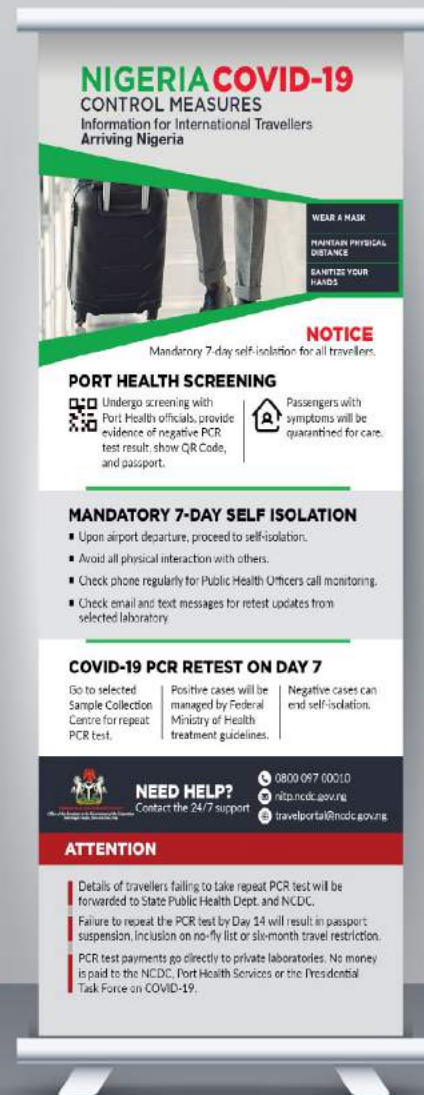 NIGERIA COVID-19
CONTROL MEASURES
Information for International Travellers
Arriving Nigeria
WEAR A MASK
MAINTAIN PHYSICAL
DISTANCE
SANITIZE YOUR
HANDS
NOTICE
Mandatory 7-day self-isolation for all travellers.
PORT HEALTH SCREENING
Undergo screening with
Port Health officials, provide
evidence of negative PCR
test result, show QR Code,
and passport.
Passengers with
symptoms will be
quarantined for care.
MANDATORY 7-DAY SELF ISOLATION
▪ Upon airport departure, proceed to self-isolation.
▪ Avoid all physical interaction with others.
▪ Check phone regularly for Public Health Officers call monitoring.
▪ Check email and text messages for retest updates from
selected laboratory
COVID-19 PCR RETEST ON DAY 7
Go to selected
Sample Collection
Centre for repeat
PCR test.
Positive cases will be
managed by Federal
Ministry of Health
treatment guidelines.
Negative cases can
end self-isolation.
NEED HELP?
Contact the 24/7 support
0800 097 00010
nitp.ncdc.gov.ng
travelportal@ncdc.gov.ng
ATTENTION
Details of travellers failing to take repeat PCR test will be
forwarded to State Public Health Dept. and NCDC.
Failure to repeat the PCR test by Day 14 will result in passport
suspension, inclusion on no-fly list or six-month travel restriction.
PCR test payments go directly to private laboratories. No money
is paid to the NCDC, Port Health Services or the Presidential
Task Force on COVID-19.